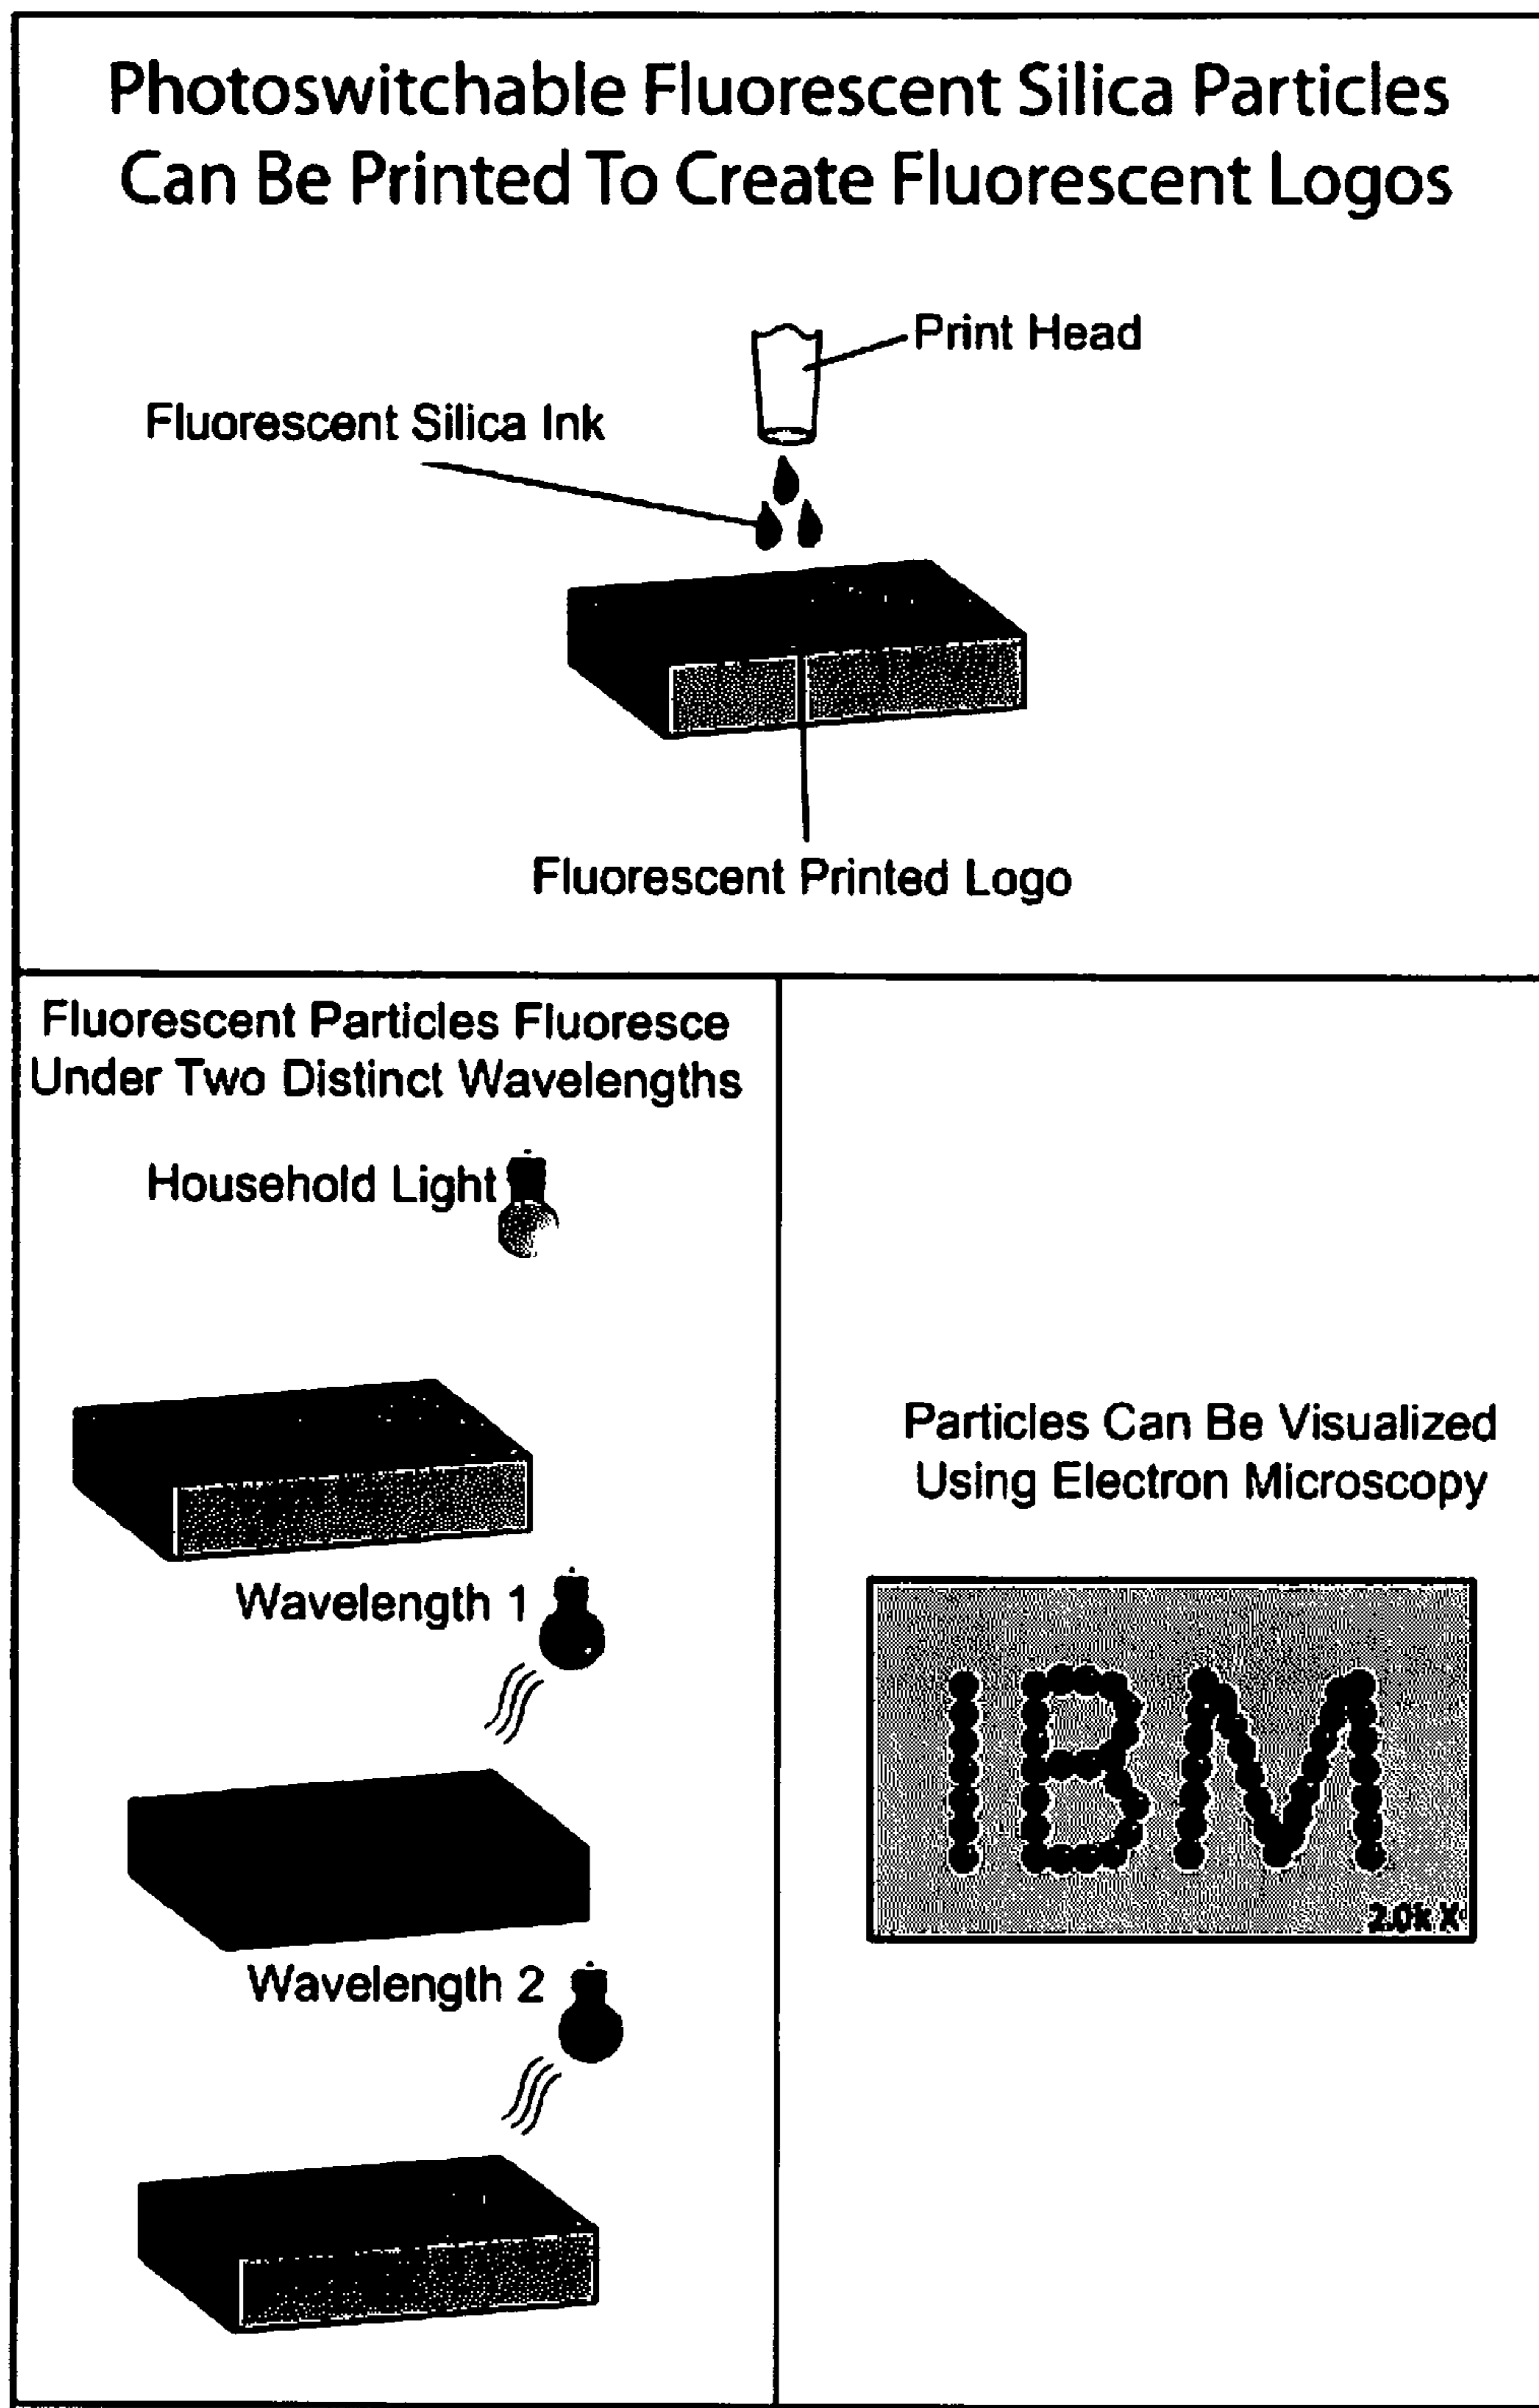 Photoswitchable Fluorescent Silica Particles
Can Be Printed To Create Fluorescent Logos
Print Head
Fluorescent Silica Ink
Fluorescent Printed Logo
Fluorescent Particles Fluoresce
Under Two Distinct Wavelengths
Household Light
Wavelength 1
Wavelength 2
Particles Can Be Visualized
Using Electron Microscopy
IBM
2.0k X